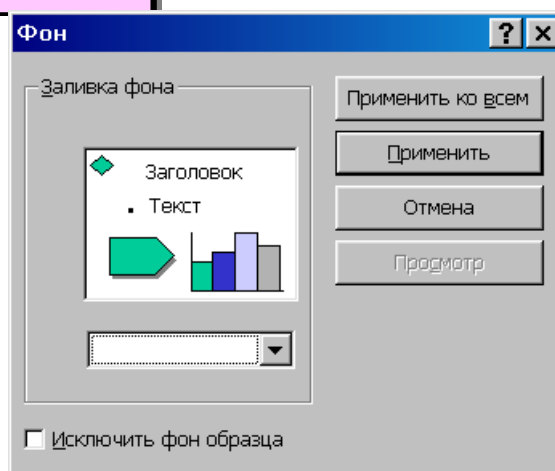 Фон
Заливка фона
Заголовок
Текст
Применить ко всем
Применить
Отмена
Просмотр
Исключить фон образца